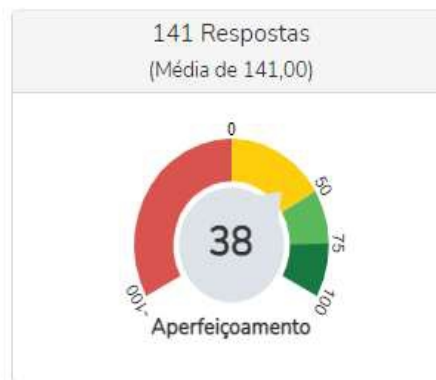 141 Respostas
(Média de 141,00)
0
50
75
100
-100
38
Aperfeiçoamento